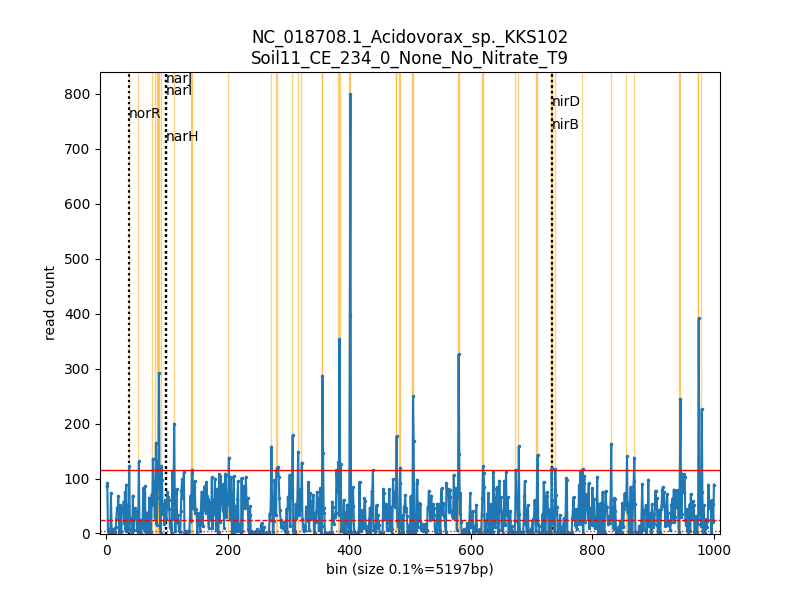 NC_018708.1_Acidovorax_sp._KKS102
Soil11_CE_234_0_None_No_Nitrate_T9
narJ
narI
norR
narH
nirD
nirB
read count
800
700
600
500
400
300
200
100
0
0 200 400 600 800 1000
bin (size 0.1%=5197bp)